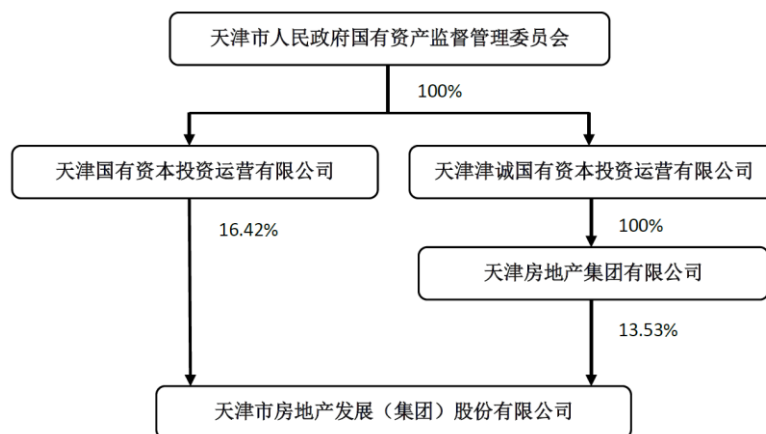 天津市人民政府国有资产监督管理委员会
100%
天津国有资本投资运营有限公司
天津津诚国有资本投资运营有限公司
16.42%
100%
天津房地产集团有限公司
13.53%
天津市房地产发展（集团）股份有限公司